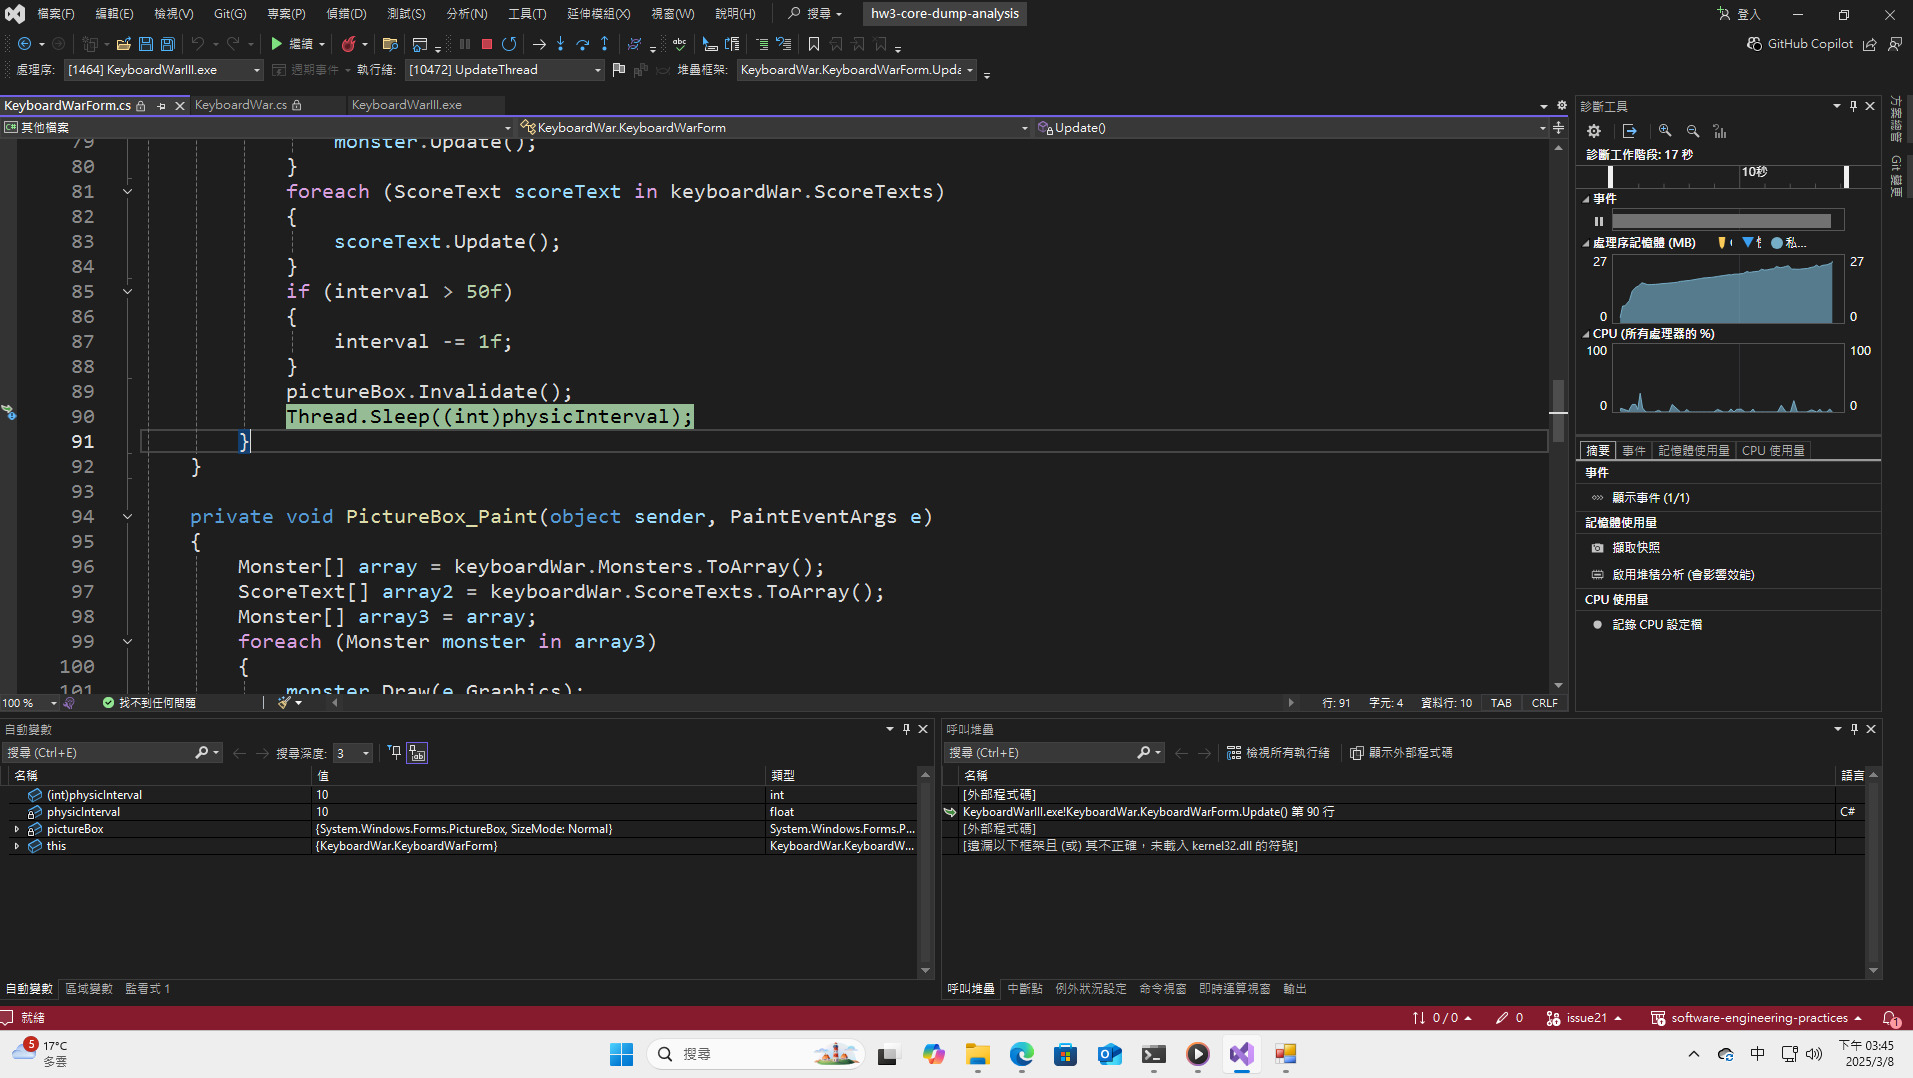 檔案(F) 編輯(E) 檢視(V) Git(G) 專案(P) 偵錯(D) 測試(S) 分析(N) 工具(T) 延伸模組(X) 視窗(W) 說明(H) 搜尋 hw3-core-dump-analysis 登入
繼續 GitHub Copilot
處理序: [1464] KeyboardWarIII.exe 週期事件 執行緒: [10472] UpdateThread 堆疊框架: KeyboardWar.KeyboardWarForm.Upda
KeyboardWarForm.cs KeyboardWar.cs KeyboardWarIII.exe
其他檔案 KeyboardWar.KeyboardWarForm Update()
79 monster.Update();
80 }
81 foreach (ScoreText scoreText in keyboardWar.ScoreTexts)
82 {
83 scoreText.Update();
84 }
85 if (interval > 50f)
86 {
87 interval -= 1f;
88 }
89 pictureBox.Invalidate();
90 Thread.Sleep((int)physicInterval);
91 }
92 }
93
94 private void PictureBox_Paint(object sender, PaintEventArgs e)
95 {
96 Monster[] array = keyboardWar.Monsters.ToArray();
97 ScoreText[] array2 = keyboardWar.ScoreTexts.ToArray();
98 Monster[] array3 = array;
99 foreach (Monster monster in array3)
100 {
101 monster.Draw(e.Graphics);
100 % 找不到任何問題 行: 91 字元: 4 資料行: 10 TAB CRLF
診斷工具
診斷工作階段: 17 秒
10秒
事件
處理序記憶體 (MB) 私...
27 27
0 0
CPU (所有處理器的 %)
100 100
0 0
摘要 事件 記憶體使用量 CPU 使用量
事件
顯示事件 (1/1)
記憶體使用量
擷取快照
啟用堆積分析 (會影響效能)
CPU 使用量
記錄 CPU 設定檔
方案總管
Git 變更
自動變數
搜尋 (Ctrl+E) 搜尋深度: 3
名稱 值 類型
(int)physicInterval 10 int
physicInterval 10 float
pictureBox {System.Windows.Forms.PictureBox, SizeMode: Normal} System.Windows.Forms.P...
this {KeyboardWar.KeyboardWarForm} KeyboardWar.KeyboardW...
自動變數 區域變數 監看式 1
呼叫堆疊
搜尋 (Ctrl+E) 檢視所有執行緒 顯示外部程式碼
名稱 語言
[外部程式碼]
KeyboardWarIII.exe!KeyboardWar.KeyboardWarForm.Update() 第 90 行 C#
[外部程式碼]
[遺漏以下框架且 (或) 其不正確，未載入 kernel32.dll 的符號]
呼叫堆疊 中斷點 例外狀況設定 命令視窗 即時運算視窗 輸出
就緒 0 / 0 0 issue21 software-engineering-practices 1
5 17°C
多雲
搜尋
中
下午 03:45
2025/3/8